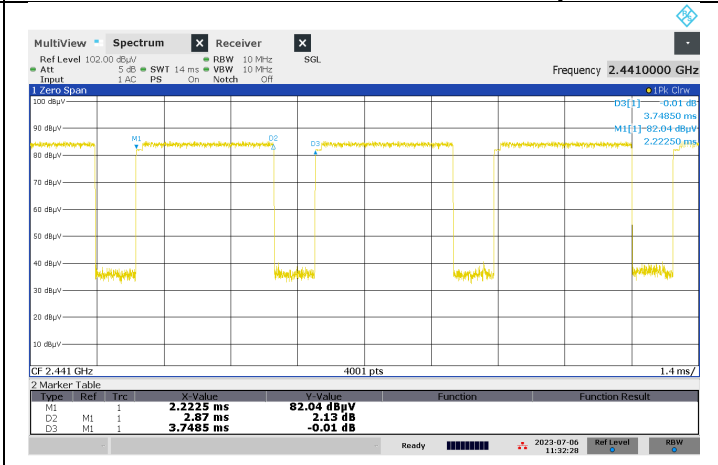 MultiView Spectrum X Receiver X
Ref Level 102.00 dBµV RBW 10 MHz SGL
Att 5 dB SWT 14 ms VBW 10 MHz Frequency 2.4410000 GHz
Input 1 AC PS On Notch Off
1 Zero Span 1Pk Clrw
100 dBµV
D3[1] -0.01 dB
3.74850 ms
90 dBµV
M1[1] 82.04 dBµV
2.22250 ms
M1 D2 D3
80 dBµV
70 dBµV
60 dBµV
50 dBµV
40 dBµV
30 dBµV
20 dBµV
10 dBµV
CF 2.441 GHz 4001 pts 1.4 ms/
2 Marker Table
Type Ref Trc X-Value Y-Value Function Function Result
M1 1 2.2225 ms 82.04 dBµV
D2 M1 1 2.87 ms 2.13 dB
D3 M1 1 3.7485 ms -0.01 dB
Ready 2023-07-06 Ref Level RBW
11:32:28